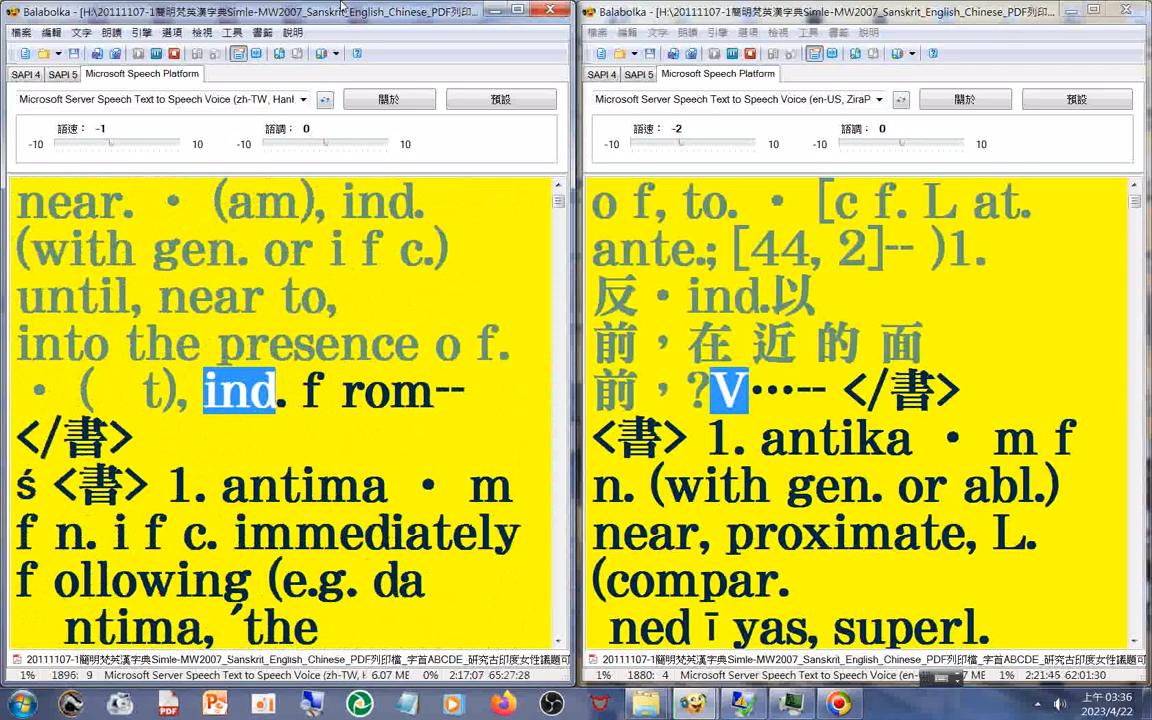 Balabolka - [H:\20111107-1簡明梵英漢字典Simle-MW2007_Sanskrit_English_Chinese_PDF列印...
檔案 編輯 文字 朗讀 引擎 選項 檢視 工具 書籤 說明
SAPI 4 SAPI 5 Microsoft Speech Platform
Microsoft Server Speech Text to Speech Voice (zh-TW, Hanl 關於 預設
語速： -1 語調： 0
-10 10 -10 10
near. • (am), ind.
(with gen. or i f c.)
until, near to,
into the presence o f.
• ( t), ind. f rom--
</書>
ś <書> 1. antima • m
f n. i f c. immediately
f ollowing (e.g. da
ntima, ´the
20111107-1簡明梵英漢字典Simle-MW2007_Sanskrit_English_Chinese_PDF列印檔_字首ABCDE_研究古印度女性議題可
1% 1896: 9 Microsoft Server Speech Text to Speech Voice (zh-TW, H 6.07 MB 0% 2:17:07 65:27:28
Balabolka - [H:\20111107-1簡明梵英漢字典Simle-MW2007_Sanskrit_English_Chinese_PDF列印...
檔案 編輯 文字 朗讀 引擎 選項 檢視 工具 書籤 說明
SAPI 4 SAPI 5 Microsoft Speech Platform
Microsoft Server Speech Text to Speech Voice (en-US, ZiraP 關於 預設
語速： -2 語調： 0
-10 10 -10 10
o f, to. • [c f. L at.
ante.; [44, 2]-- )1.
反•ind.以
前，在 近 的 面
前，?V…-- </書>
<書> 1. antika • m f
n. (with gen. or abl.)
near, proximate, L.
(compar.
ned ī yas, superl.
20111107-1簡明梵英漢字典Simle-MW2007_Sanskrit_English_Chinese_PDF列印檔_字首ABCDE_研究古印度女性議題可
1% 1880: 4 Microsoft Server Speech Text to Speech Voice (en-US, 1% 2:21:45 62:01:30
上午 03:36
2023/4/22